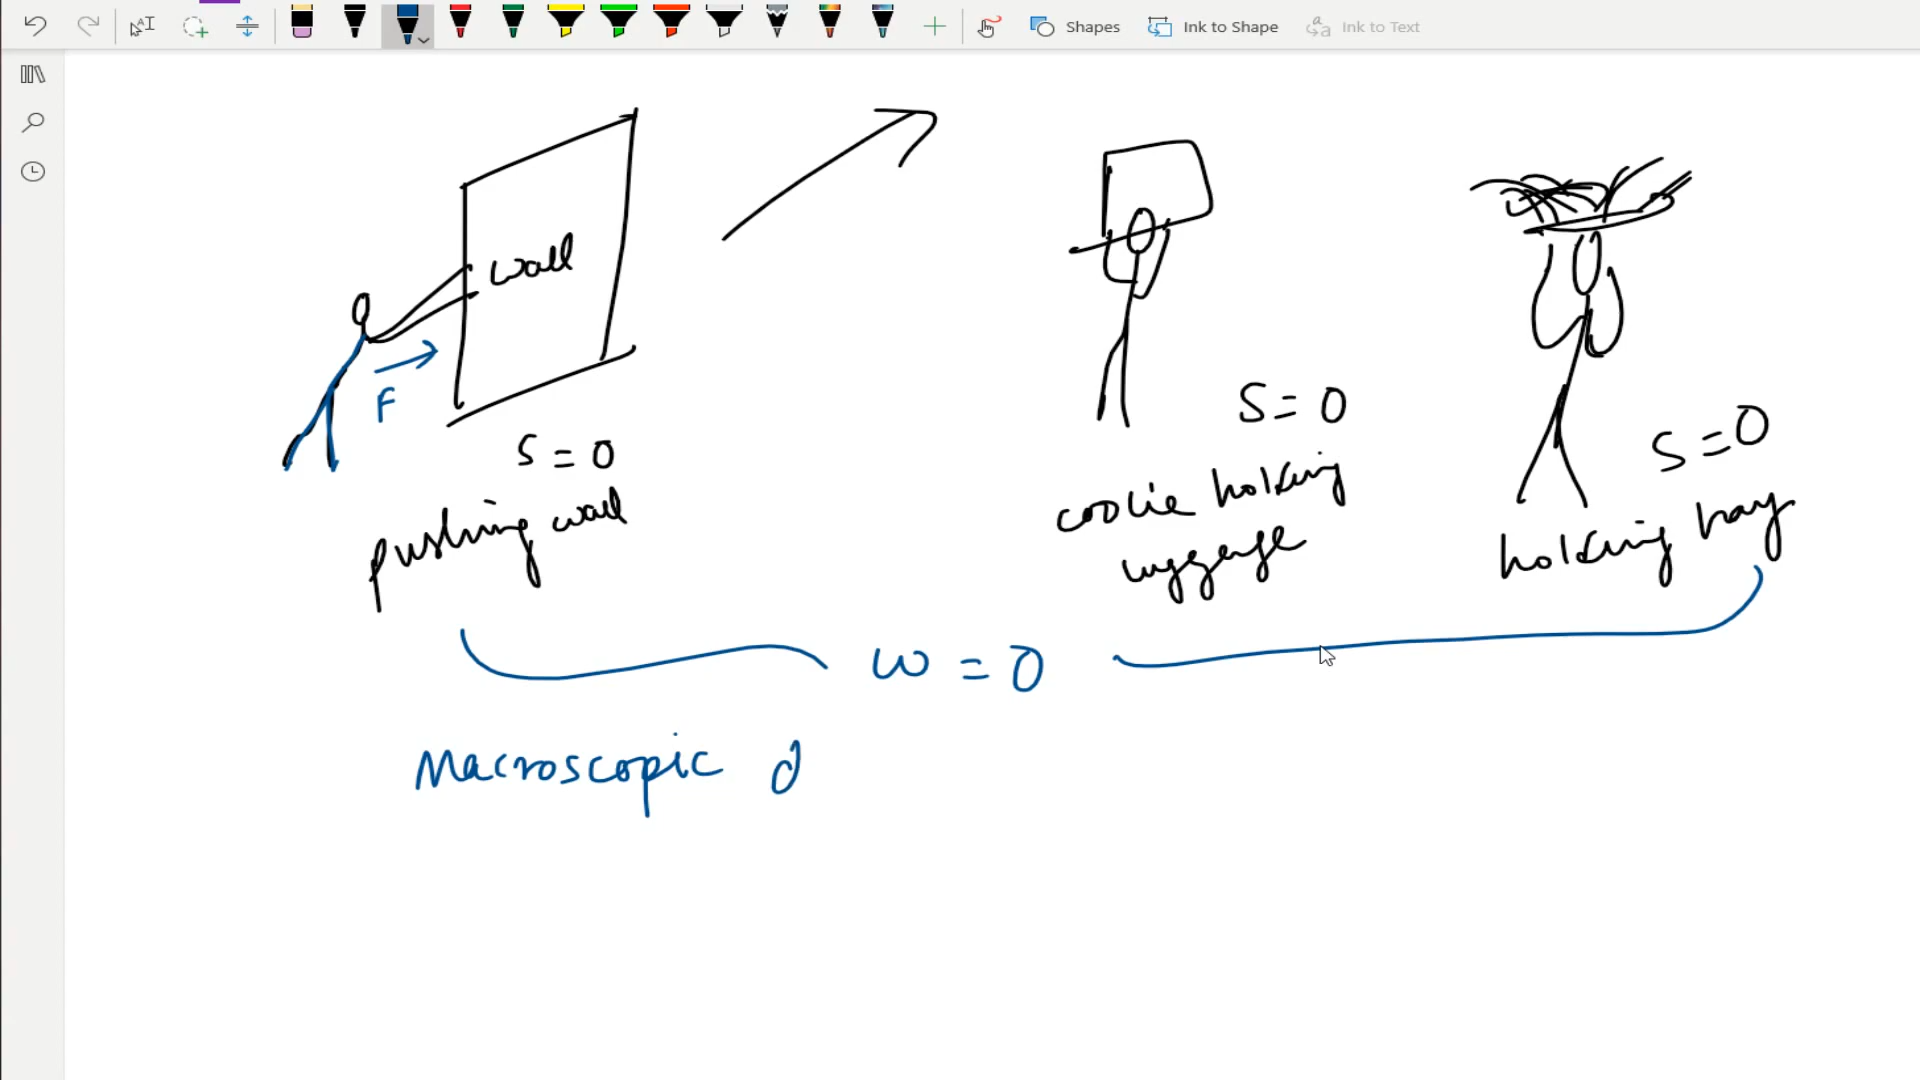 Shapes
Ink to Shape
Ink to Text
wall
F
S = 0
pushing wall
S = 0
coolie holding
luggage
S = 0
holding hay
W = 0
Macroscopic d